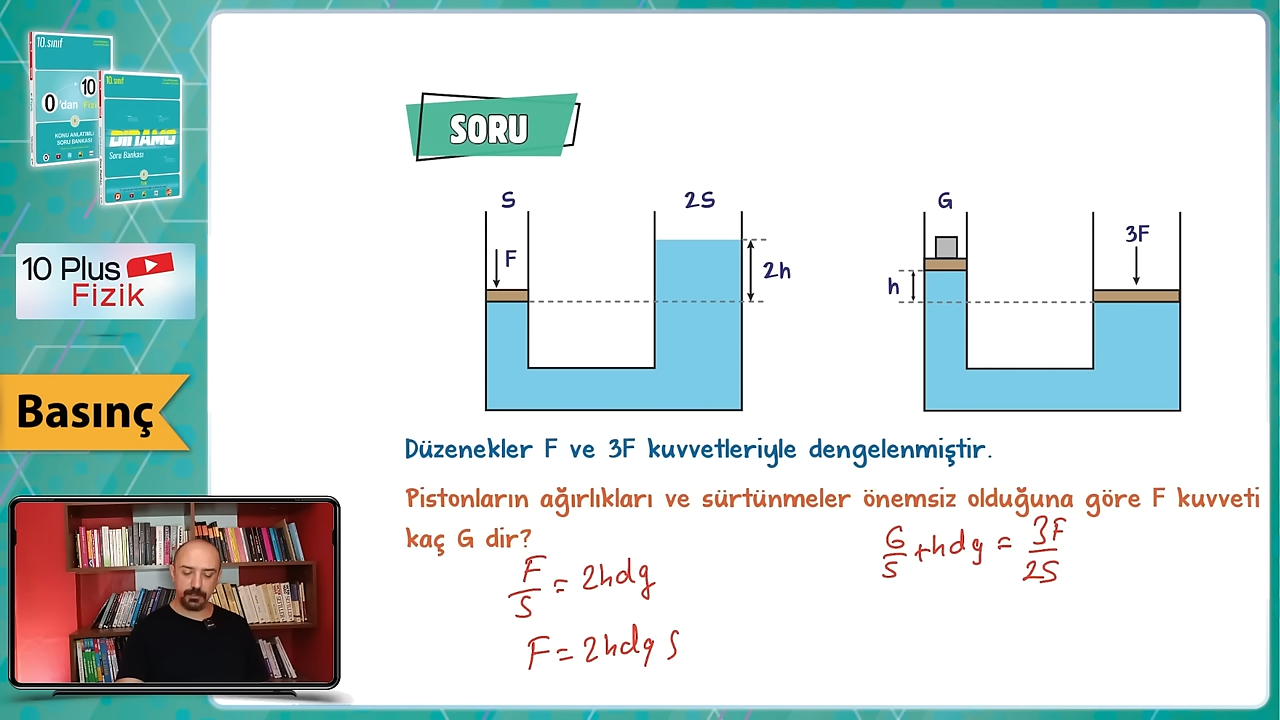 10.sınıf
0'dan
10
Fizik
KONU ANLATIMLI
SORU BANKASI
10.sınıf
DİNAMO
Soru Bankası
10 Plus
Fizik
Basınç
SORU
S
2S
F
2h
G
3F
h
Düzenekler F ve 3F kuvvetleriyle dengelenmiştir.
Pistonların ağırlıkları ve sürtünmeler önemsiz olduğuna göre F kuvveti
kaç G dir?
F/S = 2hdg
F = 2hdg S
G/S + hdg = 3F/2S